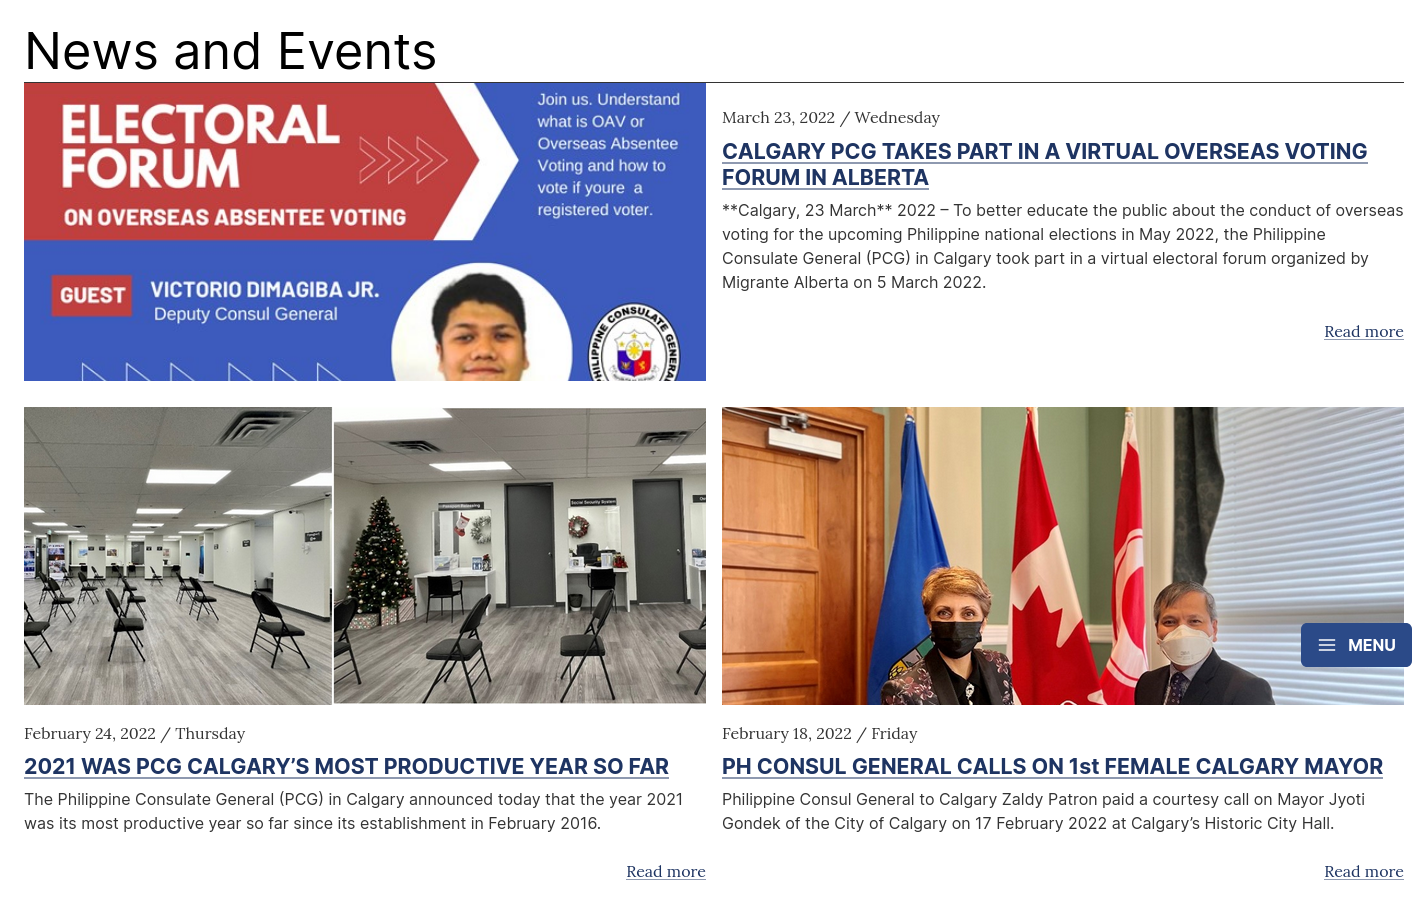 News and Events
ELECTORAL
FORUM
ON OVERSEAS ABSENTEE VOTING
Join us. Understand
what is OAV or
Overseas Absentee
Voting and how to
vote if youre a
registered voter.
GUEST
VICTORIO DIMAGIBA JR.
Deputy Consul General
PHILIPPINE CONSULATE GENERAL
March 23, 2022 / Wednesday
CALGARY PCG TAKES PART IN A VIRTUAL OVERSEAS VOTING
FORUM IN ALBERTA
**Calgary, 23 March** 2022 – To better educate the public about the conduct of overseas
voting for the upcoming Philippine national elections in May 2022, the Philippine
Consulate General (PCG) in Calgary took part in a virtual electoral forum organized by
Migrante Alberta on 5 March 2022.
Read more
Social Security System
February 24, 2022 / Thursday
2021 WAS PCG CALGARY’S MOST PRODUCTIVE YEAR SO FAR
The Philippine Consulate General (PCG) in Calgary announced today that the year 2021
was its most productive year so far since its establishment in February 2016.
Read more
MENU
February 18, 2022 / Friday
PH CONSUL GENERAL CALLS ON 1st FEMALE CALGARY MAYOR
Philippine Consul General to Calgary Zaldy Patron paid a courtesy call on Mayor Jyoti
Gondek of the City of Calgary on 17 February 2022 at Calgary’s Historic City Hall.
Read more